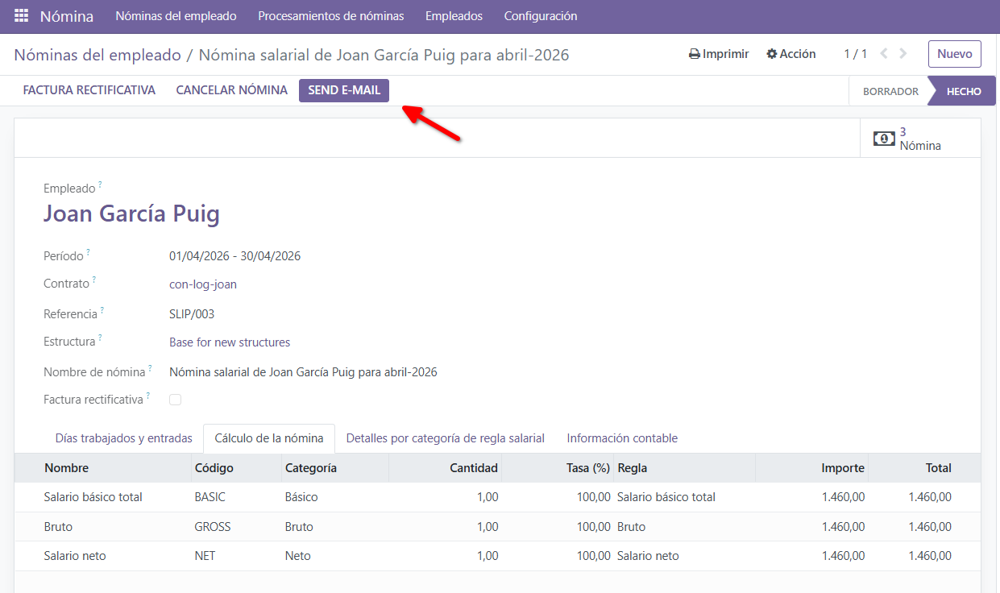 Nómina Nóminas del empleado Procesamientos de nóminas Empleados Configuración
Nóminas del empleado / Nómina salarial de Joan García Puig para abril-2026 Imprimir Acción 1 / 1 Nuevo
FACTURA RECTIFICATIVA CANCELAR NÓMINA SEND E-MAIL BORRADOR HECHO
3
Nómina
Empleado ?
Joan García Puig
Período ? 01/04/2026 - 30/04/2026
Contrato ? con-log-joan
Referencia ? SLIP/003
Estructura ? Base for new structures
Nombre de nómina ? Nómina salarial de Joan García Puig para abril-2026
Factura rectificativa ?
Días trabajados y entradas Cálculo de la nómina Detalles por categoría de regla salarial Información contable
Nombre Código Categoría Cantidad Tasa (%) Regla Importe Total
Salario básico total BASIC Básico 1,00 100,00 Salario básico total 1.460,00 1.460,00
Bruto GROSS Bruto 1,00 100,00 Bruto 1.460,00 1.460,00
Salario neto NET Neto 1,00 100,00 Salario neto 1.460,00 1.460,00